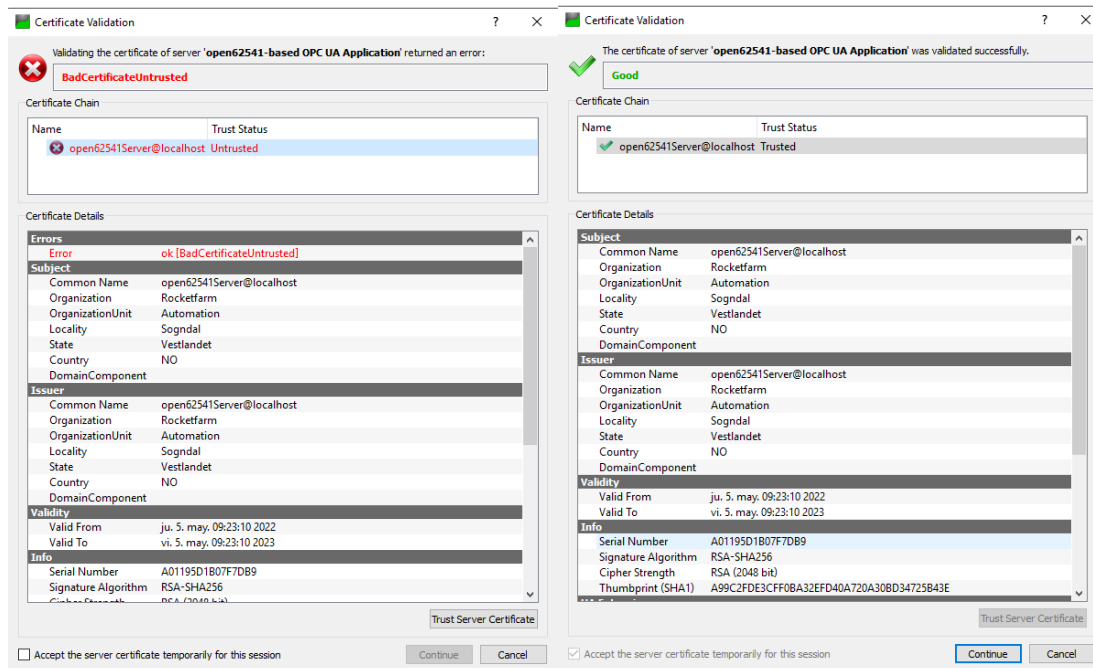 Certificate Validation
? ×
Validating the certificate of server 'open62541-based OPC UA Application' returned an error:
BadCertificateUntrusted
Certificate Chain
Name Trust Status
open62541Server@localhost Untrusted
Certificate Details
Errors
Error ok [BadCertificateUntrusted]
Subject
Common Name open62541Server@localhost
Organization Rocketfarm
OrganizationUnit Automation
Locality Sogndal
State Vestlandet
Country NO
DomainComponent
Issuer
Common Name open62541Server@localhost
Organization Rocketfarm
OrganizationUnit Automation
Locality Sogndal
State Vestlandet
Country NO
DomainComponent
Validity
Valid From ju. 5. may. 09:23:10 2022
Valid To vi. 5. may. 09:23:10 2023
Info
Serial Number A01195D1B07F7DB9
Signature Algorithm RSA-SHA256
Cipher Strength RSA (2048 bit)
Trust Server Certificate
Accept the server certificate temporarily for this session
Continue Cancel
Certificate Validation
? ×
The certificate of server 'open62541-based OPC UA Application' was validated successfully.
Good
Certificate Chain
Name Trust Status
open62541Server@localhost Trusted
Certificate Details
Subject
Common Name open62541Server@localhost
Organization Rocketfarm
OrganizationUnit Automation
Locality Sogndal
State Vestlandet
Country NO
DomainComponent
Issuer
Common Name open62541Server@localhost
Organization Rocketfarm
OrganizationUnit Automation
Locality Sogndal
State Vestlandet
Country NO
DomainComponent
Validity
Valid From ju. 5. may. 09:23:10 2022
Valid To vi. 5. may. 09:23:10 2023
Info
Serial Number A01195D1B07F7DB9
Signature Algorithm RSA-SHA256
Cipher Strength RSA (2048 bit)
Thumbprint (SHA1) A99C2FDE3CFF0BA32EFD40A720A30BD34725B43E
Trust Server Certificate
Accept the server certificate temporarily for this session
Continue Cancel